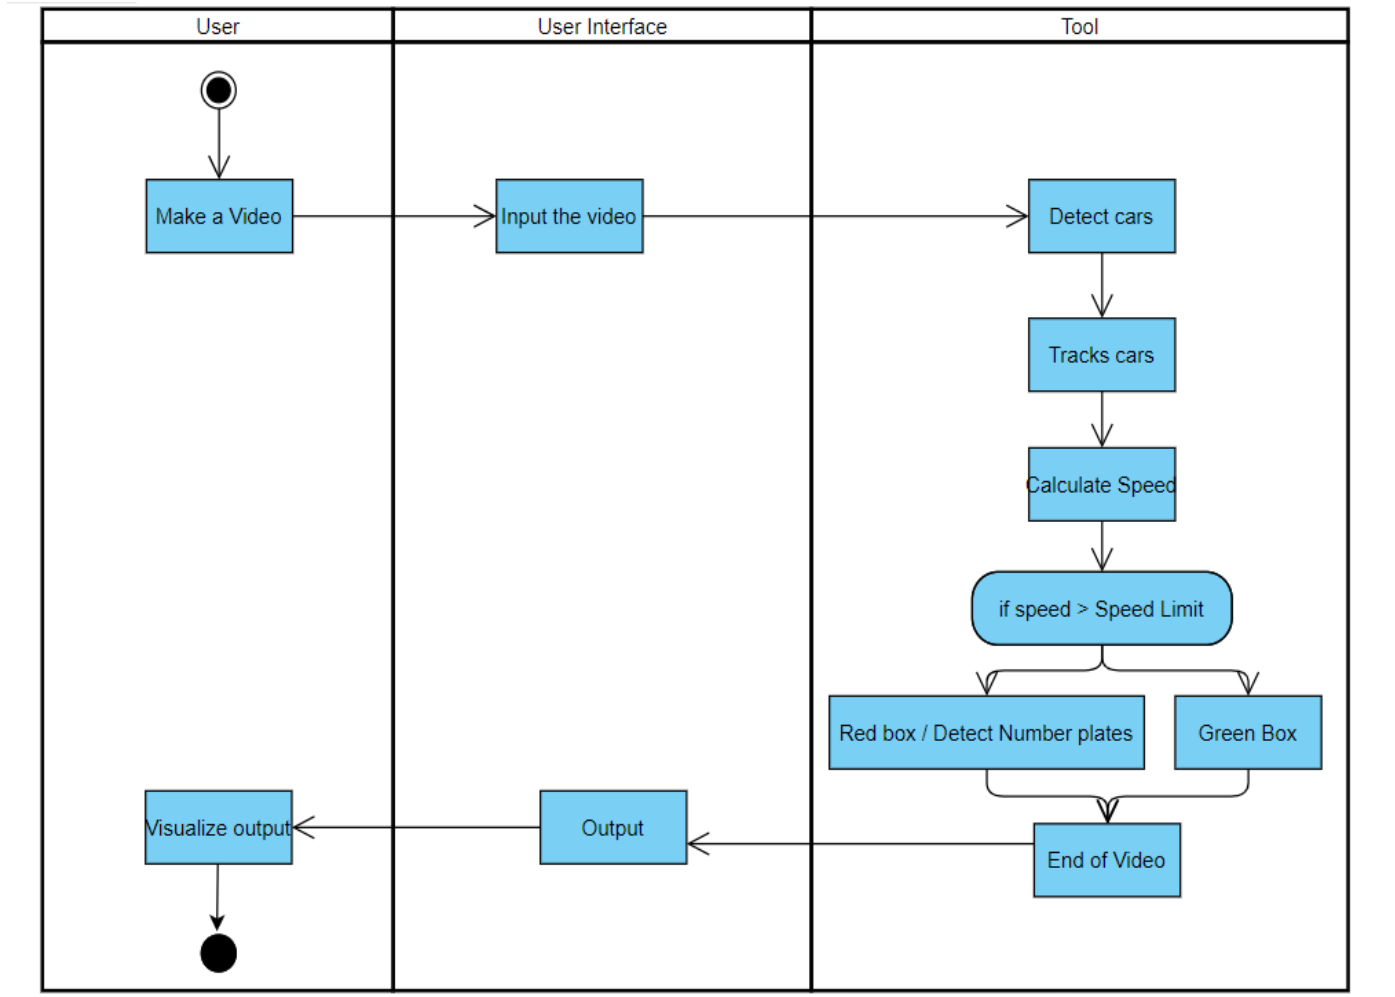 User
User Interface
Tool
Make a Video
Input the video
Detect cars
Tracks cars
Calculate Speed
if speed > Speed Limit
Red box / Detect Number plates
Green Box
Visualize output
Output
End of Video